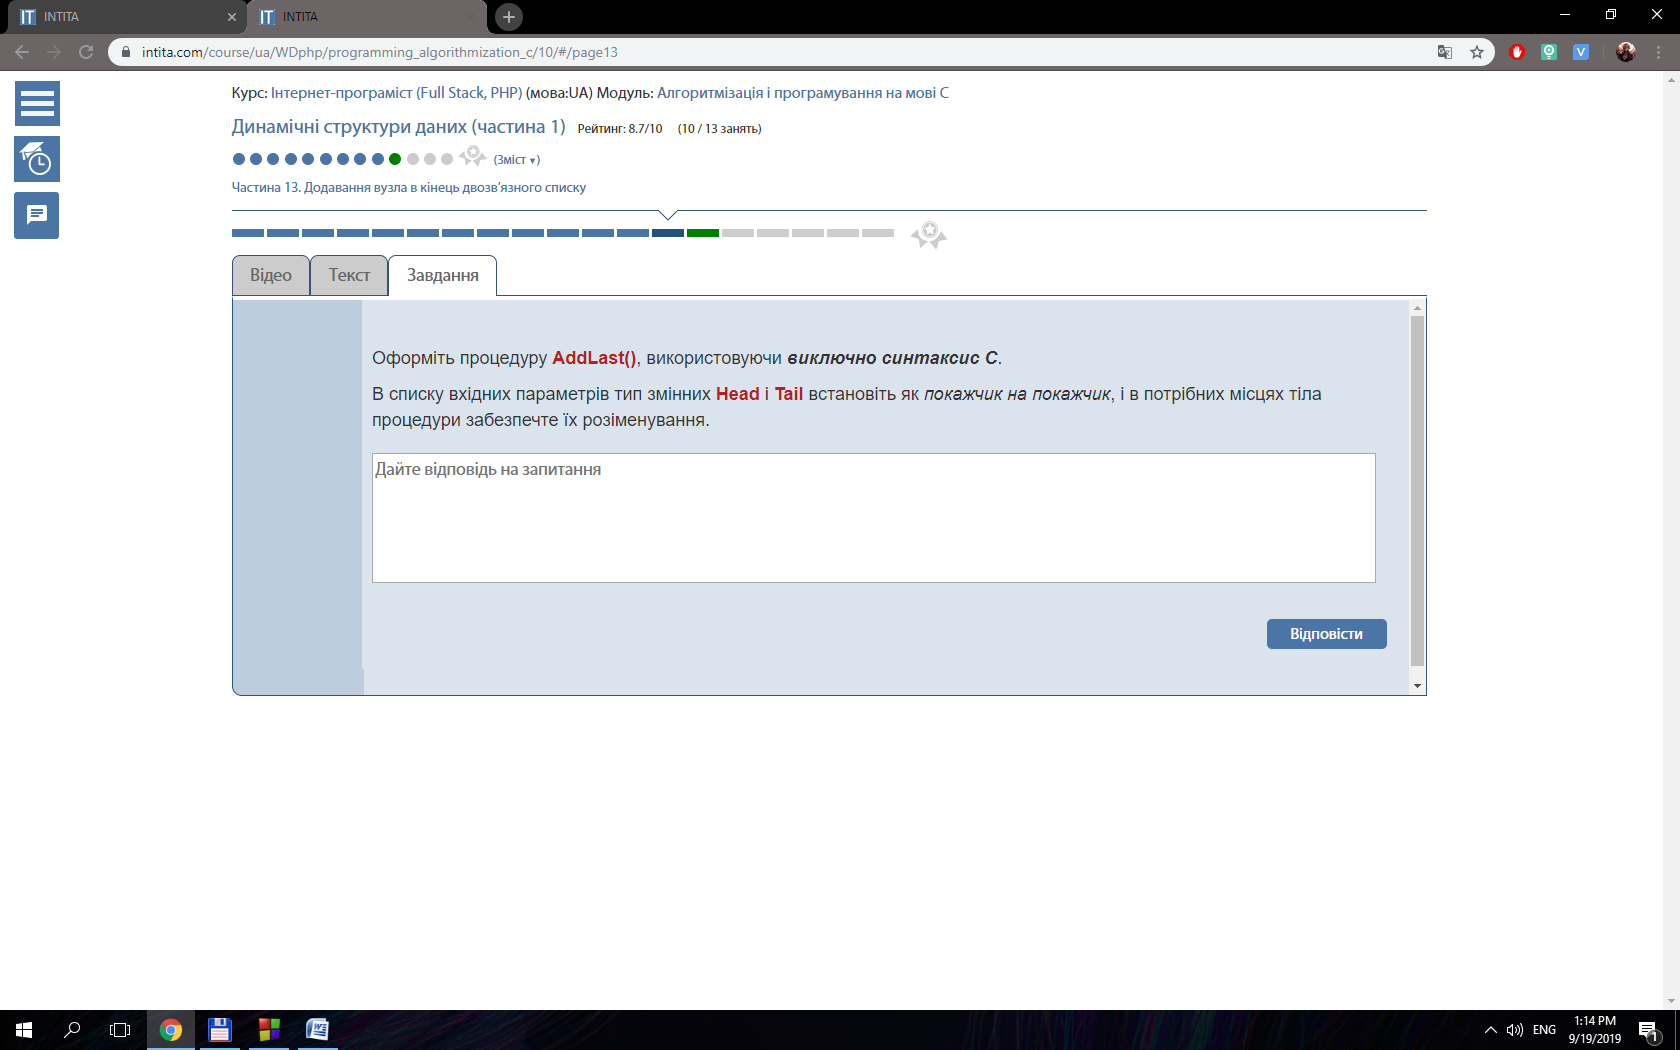 INTITA
INTITA
intita.com/course/ua/WDphp/programming_algorithmization_c/10/#/page13
Курс: Інтернет-програміст (Full Stack, PHP) (мова:UA) Модуль: Алгоритмізація і програмування на мові С
Динамічні структури даних (частина 1) Рейтинг: 8.7/10 (10 / 13 занять)
(Зміст ▾)
Частина 13. Додавання вузла в кінець двозв’язного списку
Відео Текст Завдання
Оформіть процедуру AddLast(), використовуючи виключно синтаксис С.
В списку вхідних параметрів тип змінних Head і Tail встановіть як покажчик на покажчик, і в потрібних місцях тіла
процедури забезпечте їх розіменування.
Дайте відповідь на запитання
Відповісти
ENG
1:14 PM
9/19/2019
1